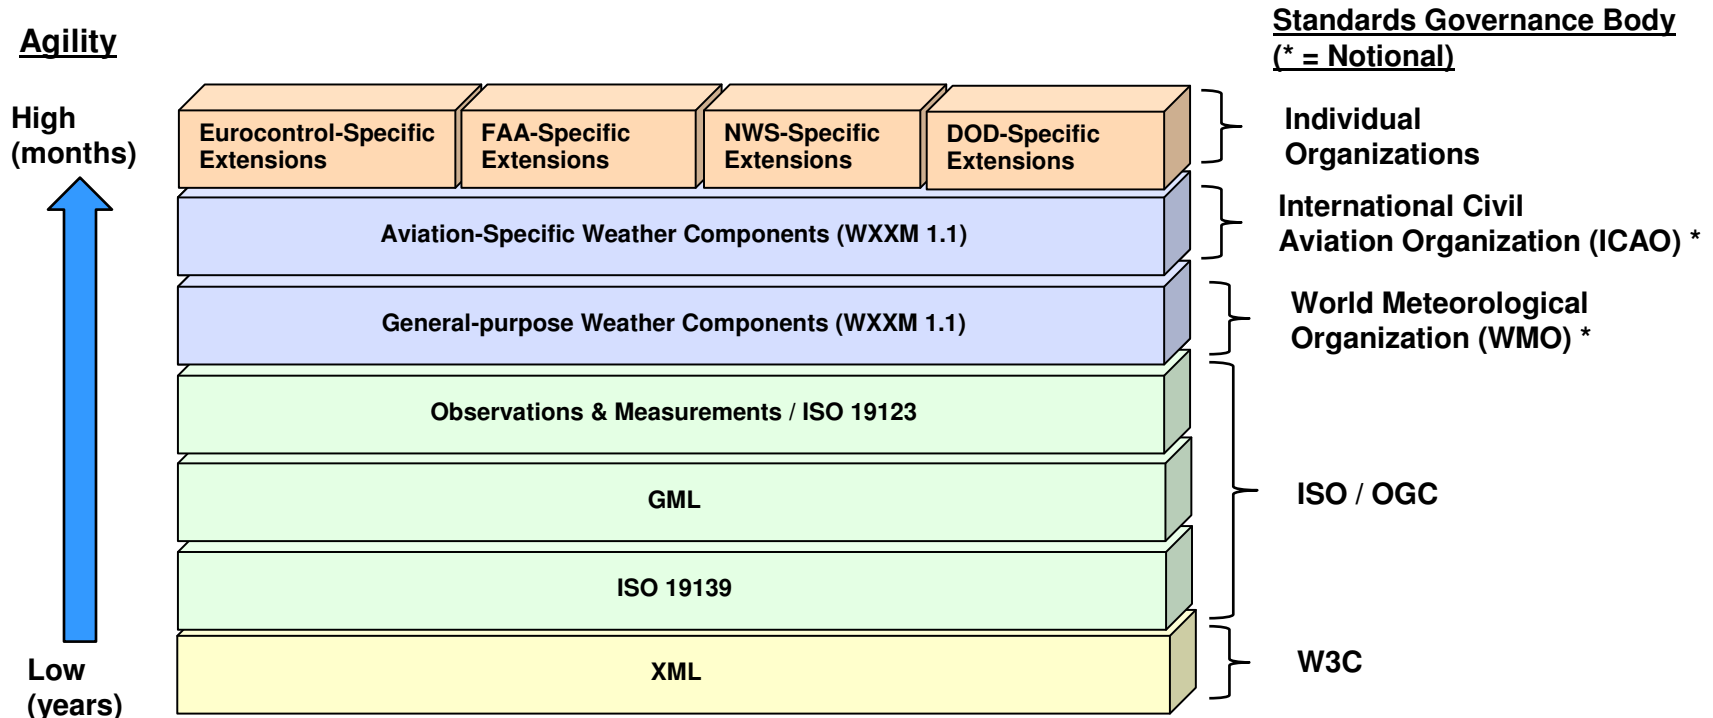 Agility
Standards Governance Body
(* = Notional)
High
(months)
Eurocontrol-Specific
Extensions
FAA-Specific
Extensions
NWS-Specific
Extensions
DOD-Specific
Extensions
Individual
Organizations
Aviation-Specific Weather Components (WXXM 1.1)
International Civil
Aviation Organization (ICAO) *
General-purpose Weather Components (WXXM 1.1)
World Meteorological
Organization (WMO) *
Observations & Measurements / ISO 19123
GML
ISO / OGC
ISO 19139
XML
W3C
Low
(years)